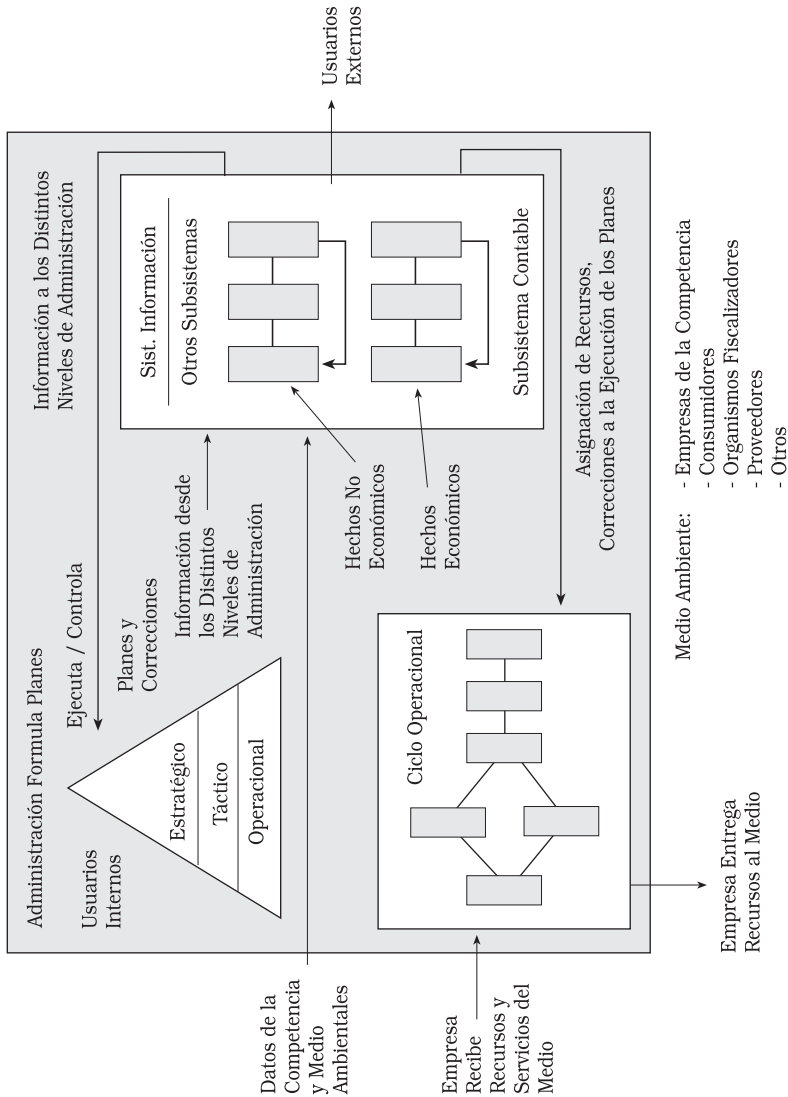 Administración Formula Planes
Usuarios
Internos
Ejecuta / Controla
Información a los Distintos
Niveles de Administración
Planes y
Correcciones
Estratégico
Táctico
Operacional
Información desde
los Distintos
Niveles de
Administración
Sist. Información
Otros Subsistemas
Subsistema Contable
Usuarios
Externos
Datos de la
Competencia
y Medio
Ambientales
Hechos No
Económicos
Hechos
Económicos
Ciclo Operacional
Empresa
Recibe
Recursos y
Servicios del
Medio
Asignación de Recursos,
Correcciones a la Ejecución de los Planes
Empresa Entrega
Recursos al Medio
Medio Ambiente: - Empresas de la Competencia
- Consumidores
- Organismos Fiscalizadores
- Proveedores
- Otros